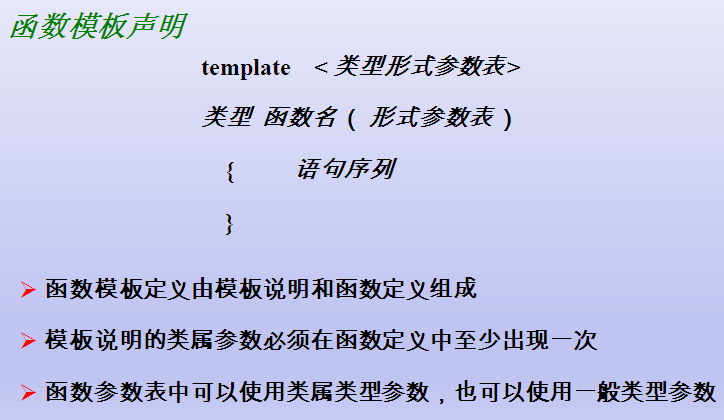 函数模板声明
template <类型形式参数表>
类型 函数名 ( 形式参数表 )
{ 语句序列
}
函数模板定义由模板说明和函数定义组成
模板说明的类属参数必须在函数定义中至少出现一次
函数参数表中可以使用类属类型参数，也可以使用一般类型参数